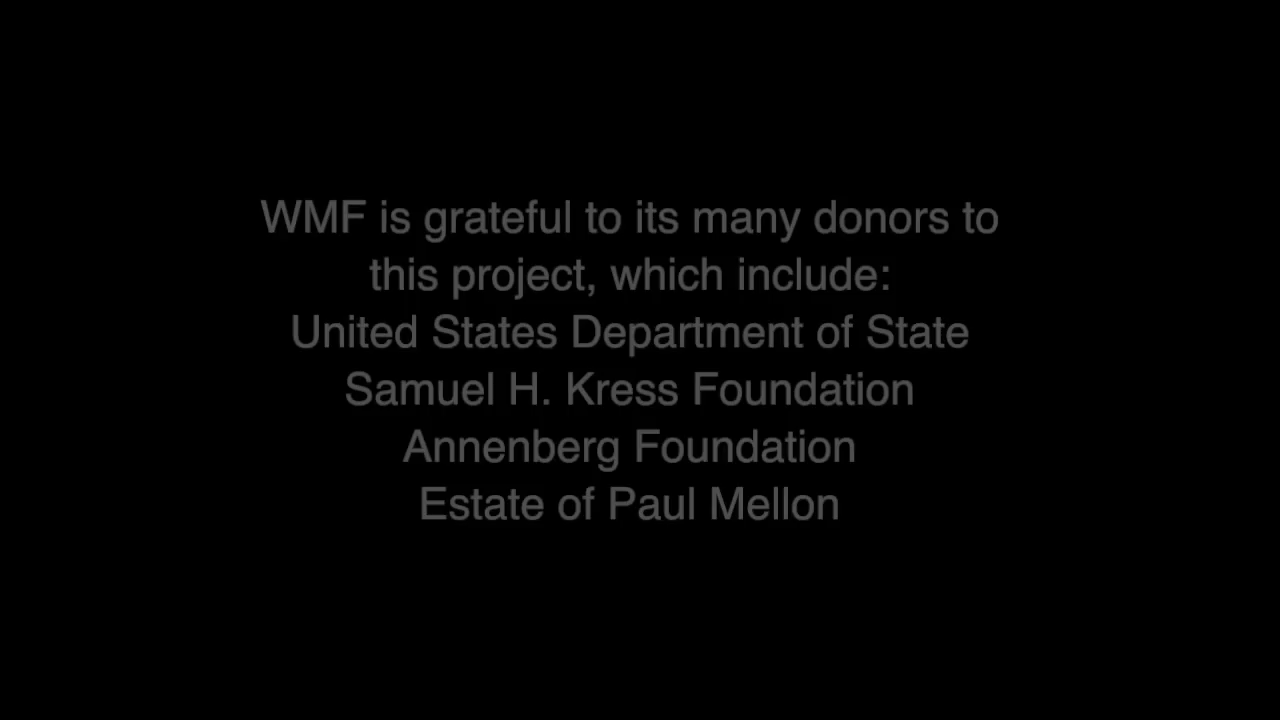 WMF is grateful to its many donors to
this project, which include:
United States Department of State
Samuel H. Kress Foundation
Annenberg Foundation
Estate of Paul Mellon